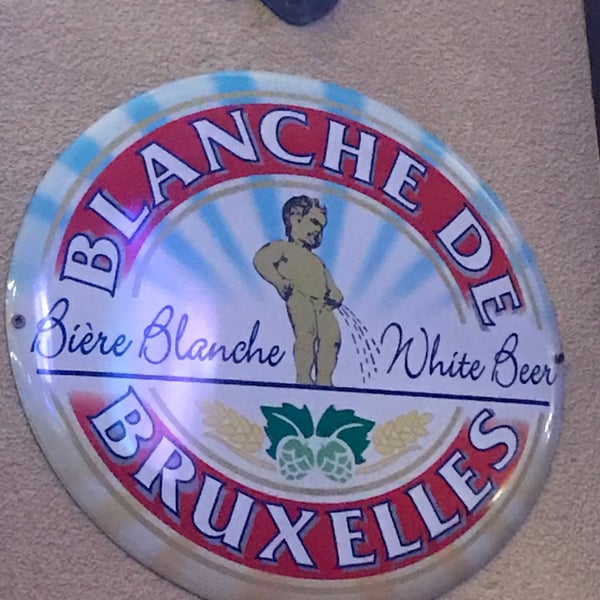 BLANCHE DE
Bière Blanche White Beer
BRUXELLES